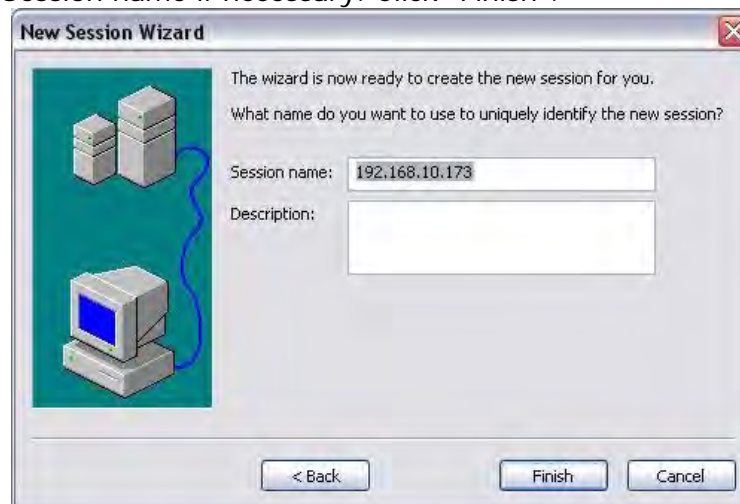 Session name if necessary. Click "Finish".
New Session Wizard
The wizard is now ready to create the new session for you.
What name do you want to use to uniquely identify the new session?
Session name:
192.168.10.173
Description:
< Back
Finish
Cancel